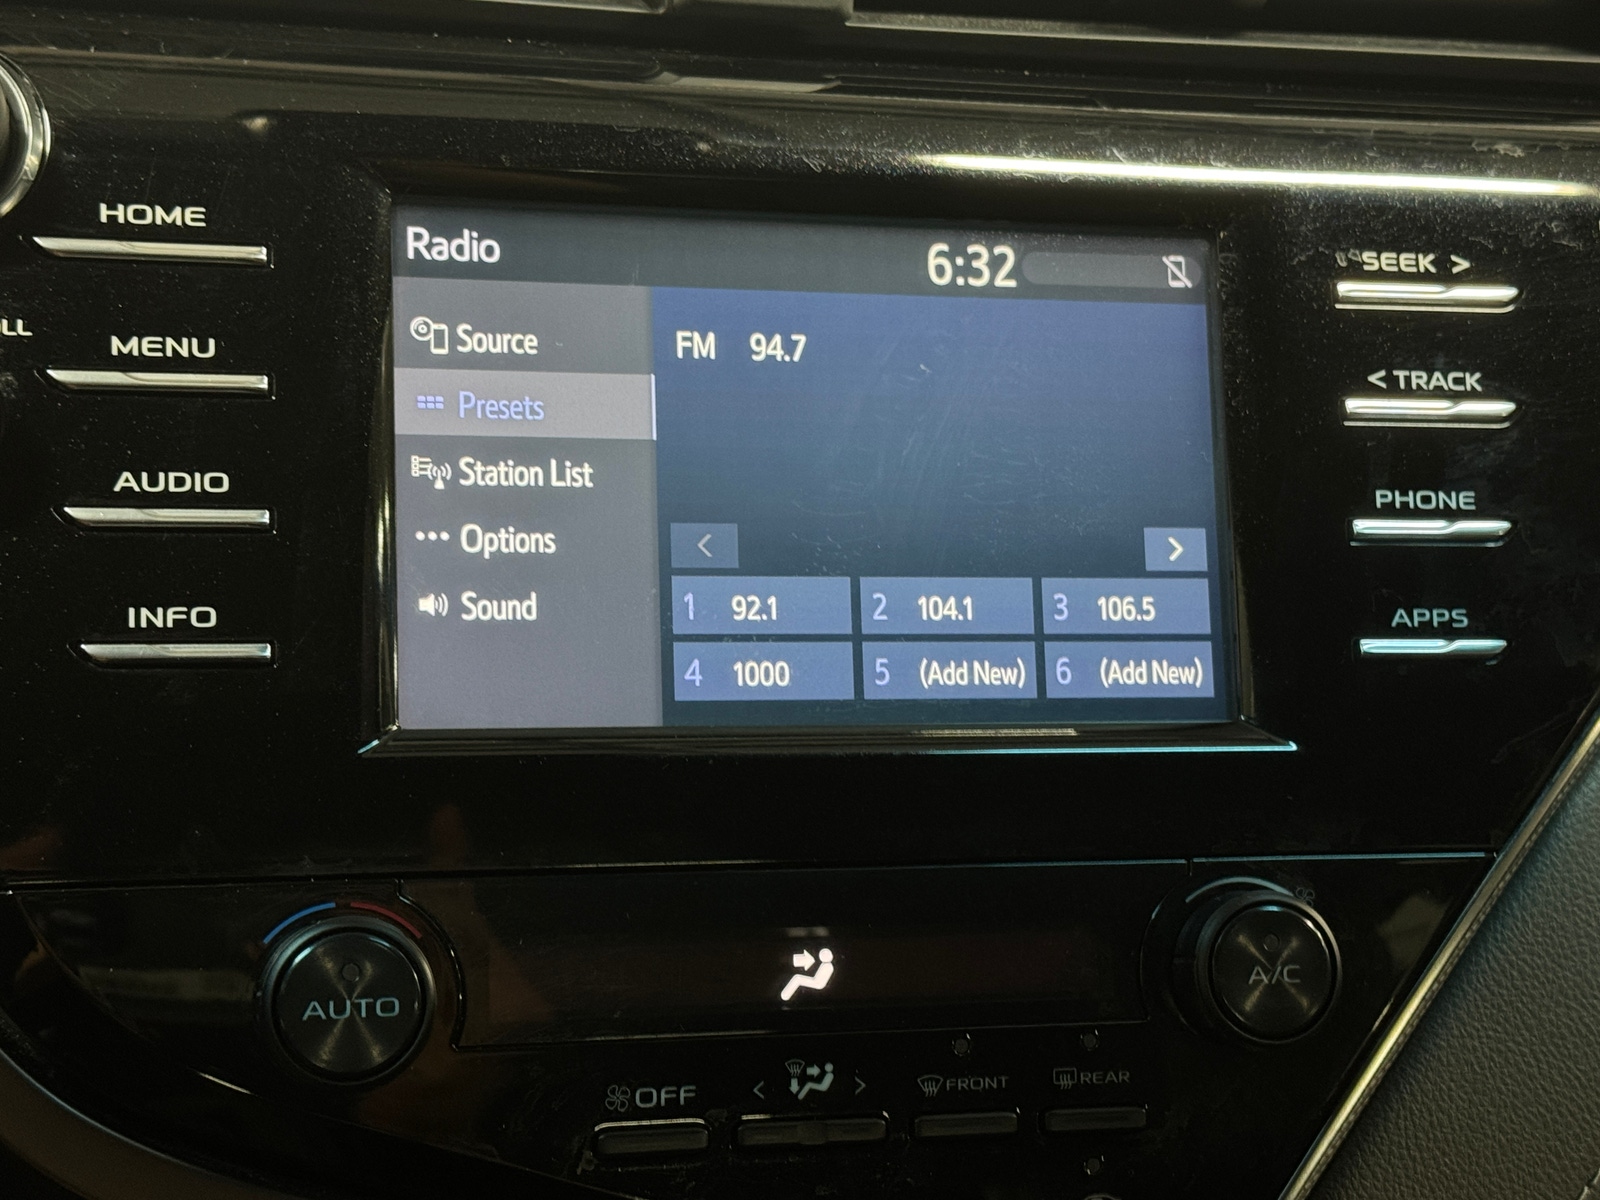 HOME
MENU
AUDIO
INFO
Radio
6:32
Source
Presets
Station List
Options
Sound
FM 94.7
<
>
1 92.1
2 104.1
3 106.5
4 1000
5 (Add New)
6 (Add New)
SEEK >
< TRACK
PHONE
APPS
AUTO
A/C
OFF
< >
FRONT
REAR